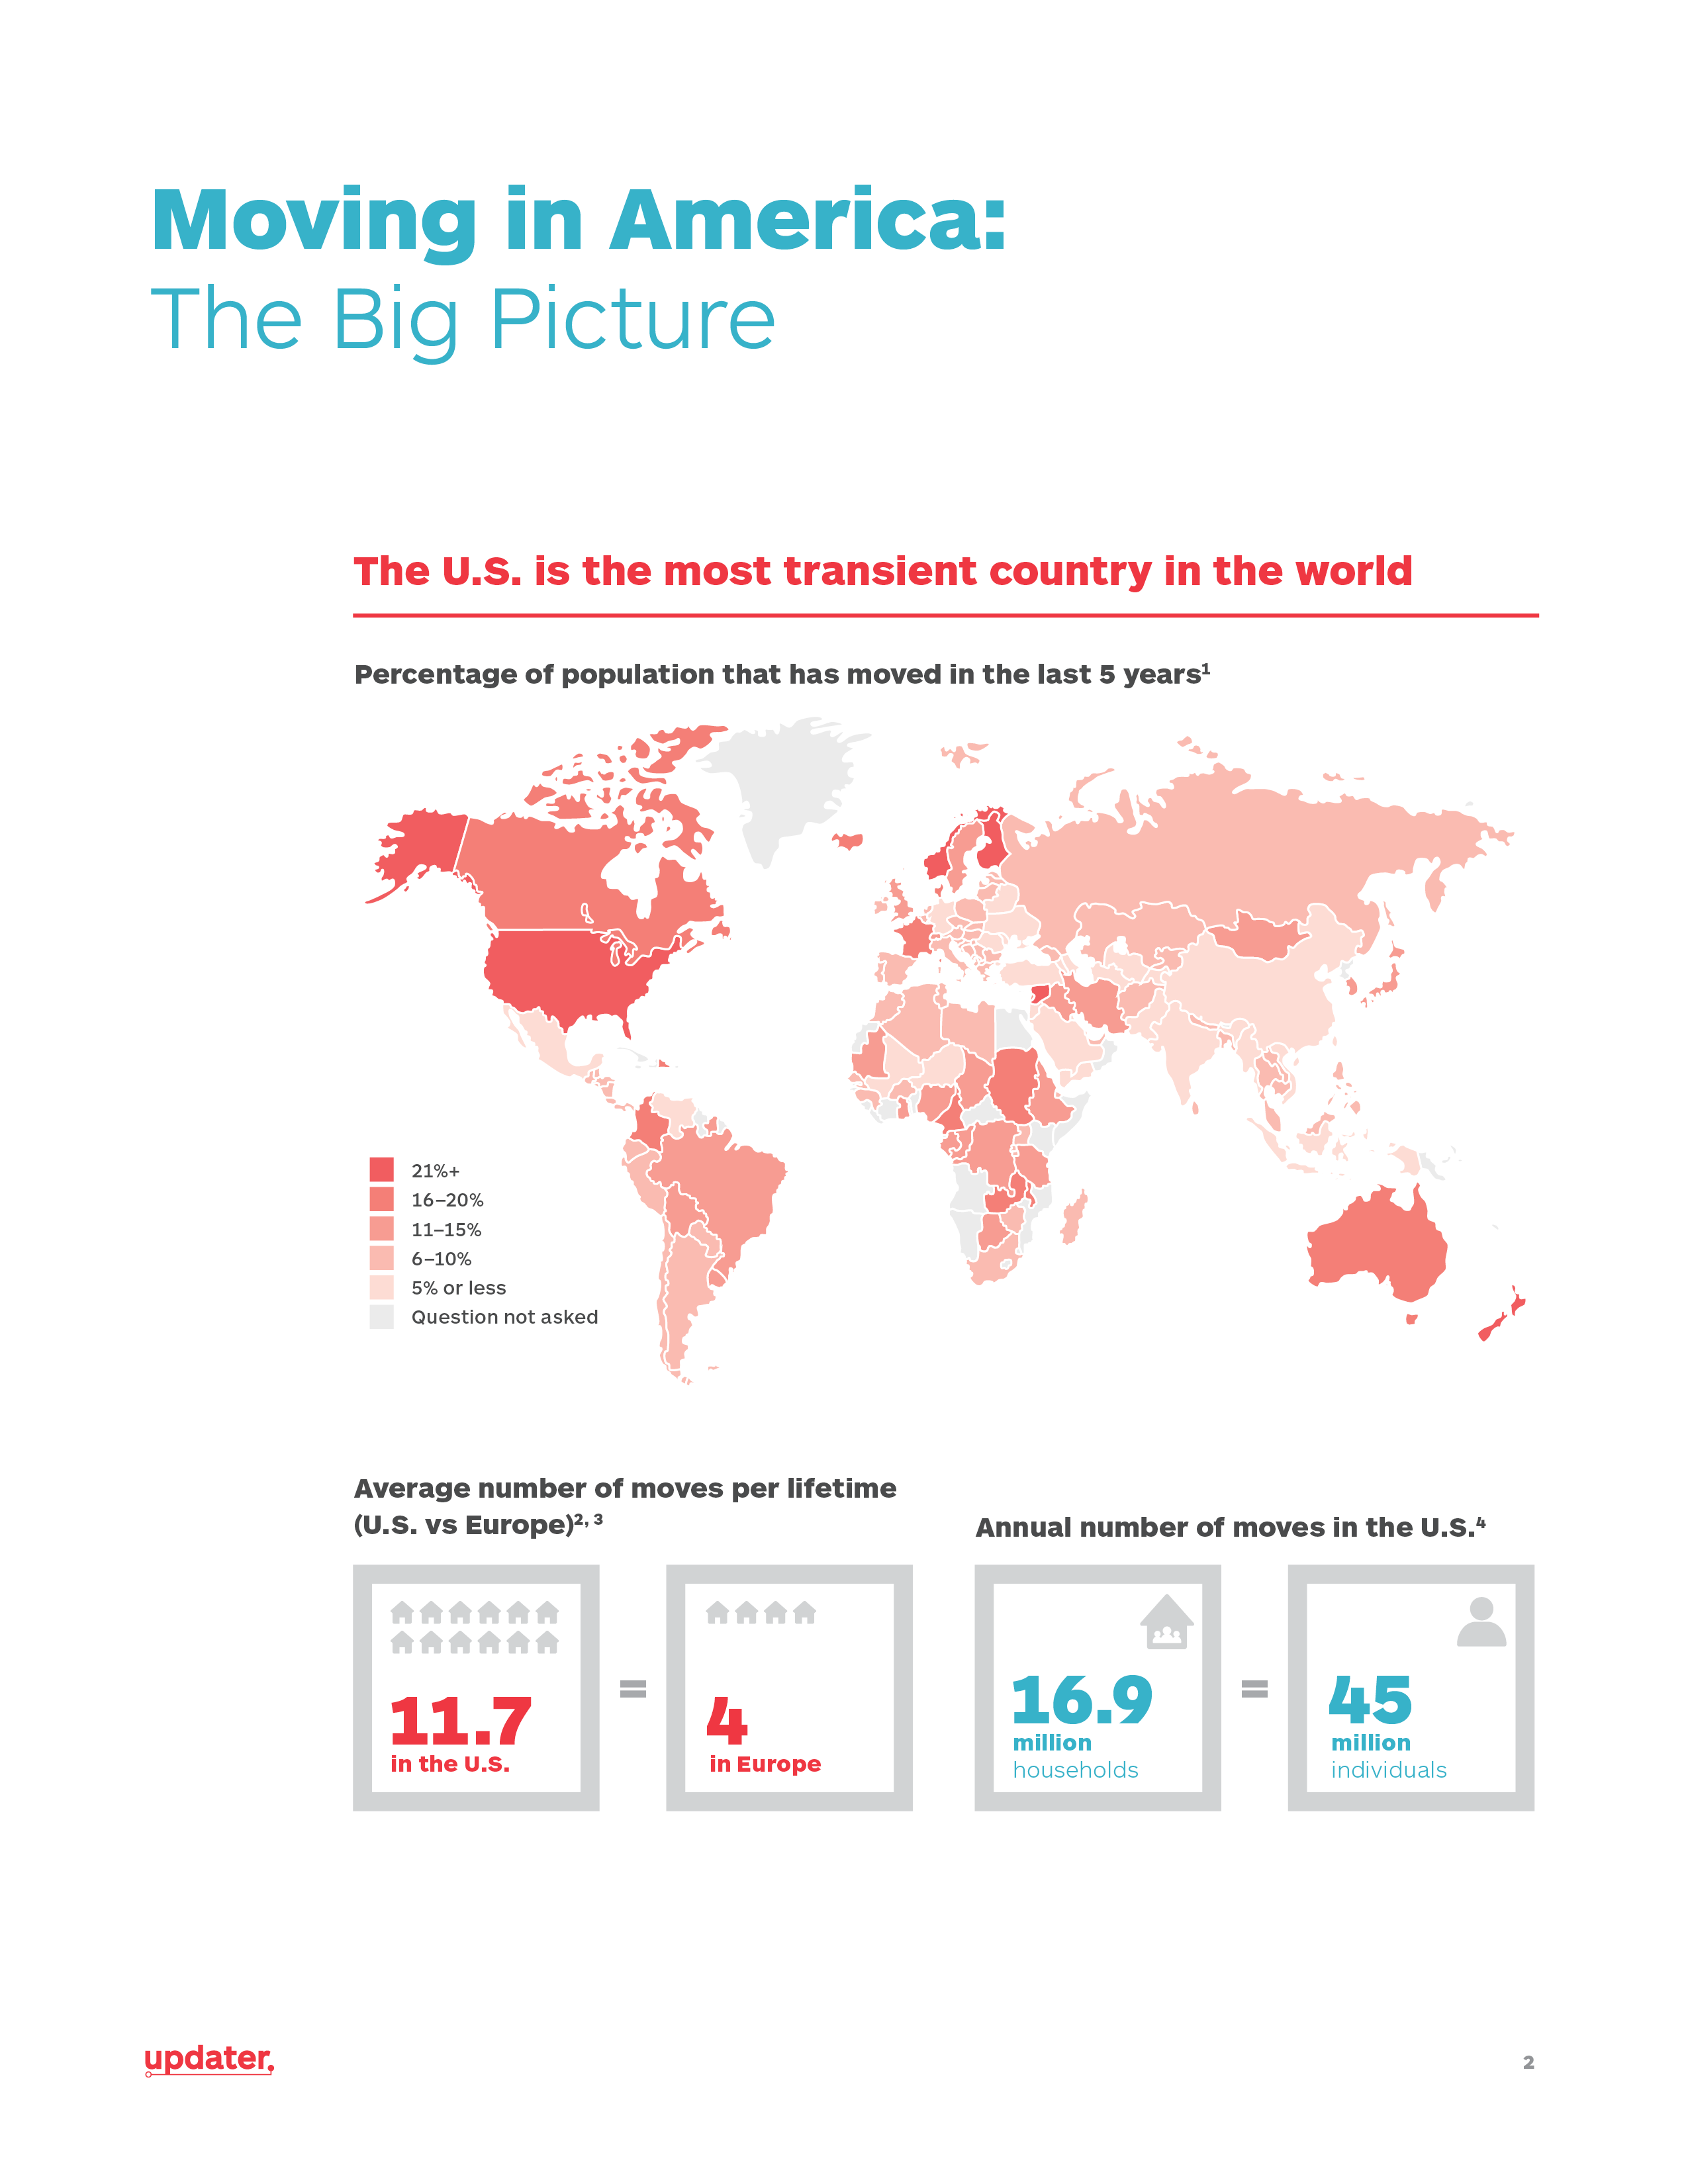 Moving in America:
The Big Picture
The U.S. is the most transient country in the world
Percentage of population that has moved in the last 5 years¹
21%+
16–20%
11–15%
6–10%
5% or less
Question not asked
Average number of moves per lifetime
(U.S. vs Europe)²,³
11.7
in the U.S.
=
4
in Europe
Annual number of moves in the U.S.⁴
16.9
million
households
=
45
million
individuals
updater.
2